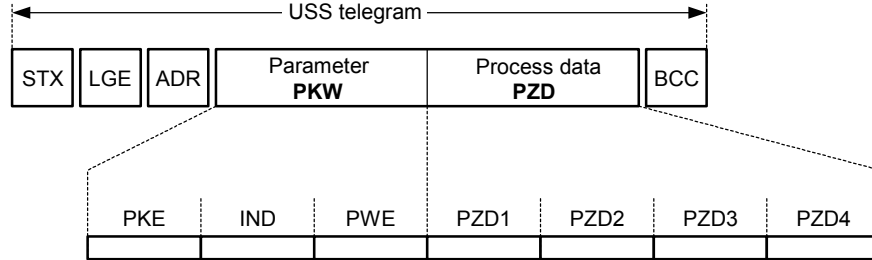 USS telegram
STX LGE ADR Parameter PKW Process data PZD BCC
PKE IND PWE PZD1 PZD2 PZD3 PZD4